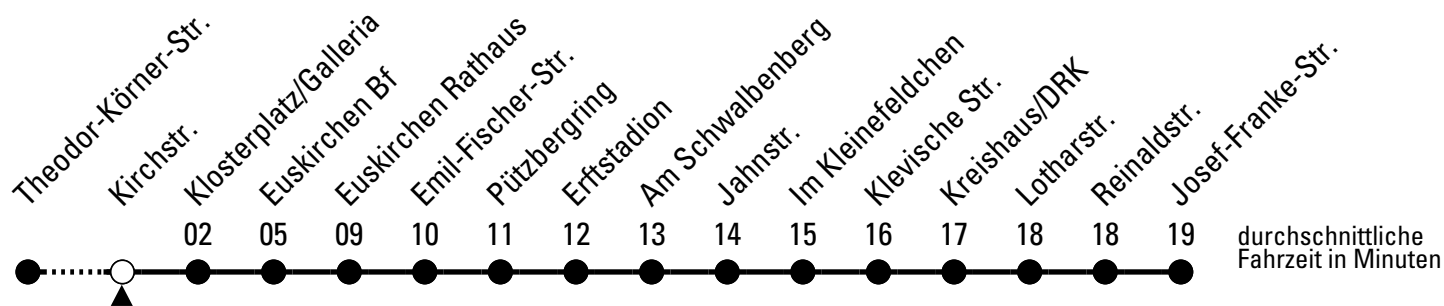 Theodor-Körner-Str.
Kirchstr.
Klosterplatz/Galleria
Euskirchen Bf
Euskirchen Rathaus
Emil-Fischer-Str.
Pützbergring
Erftstadion
Am Schwalbenberg
Jahnstr.
Im Kleinefeldchen
Klevische Str.
Kreishaus/DRK
Lotharstr.
Reinaldstr.
Josef-Franke-Str.
02 05 09 10 11 12 13 14 15 16 17 18 18 19
durchschnittliche
Fahrzeit in Minuten